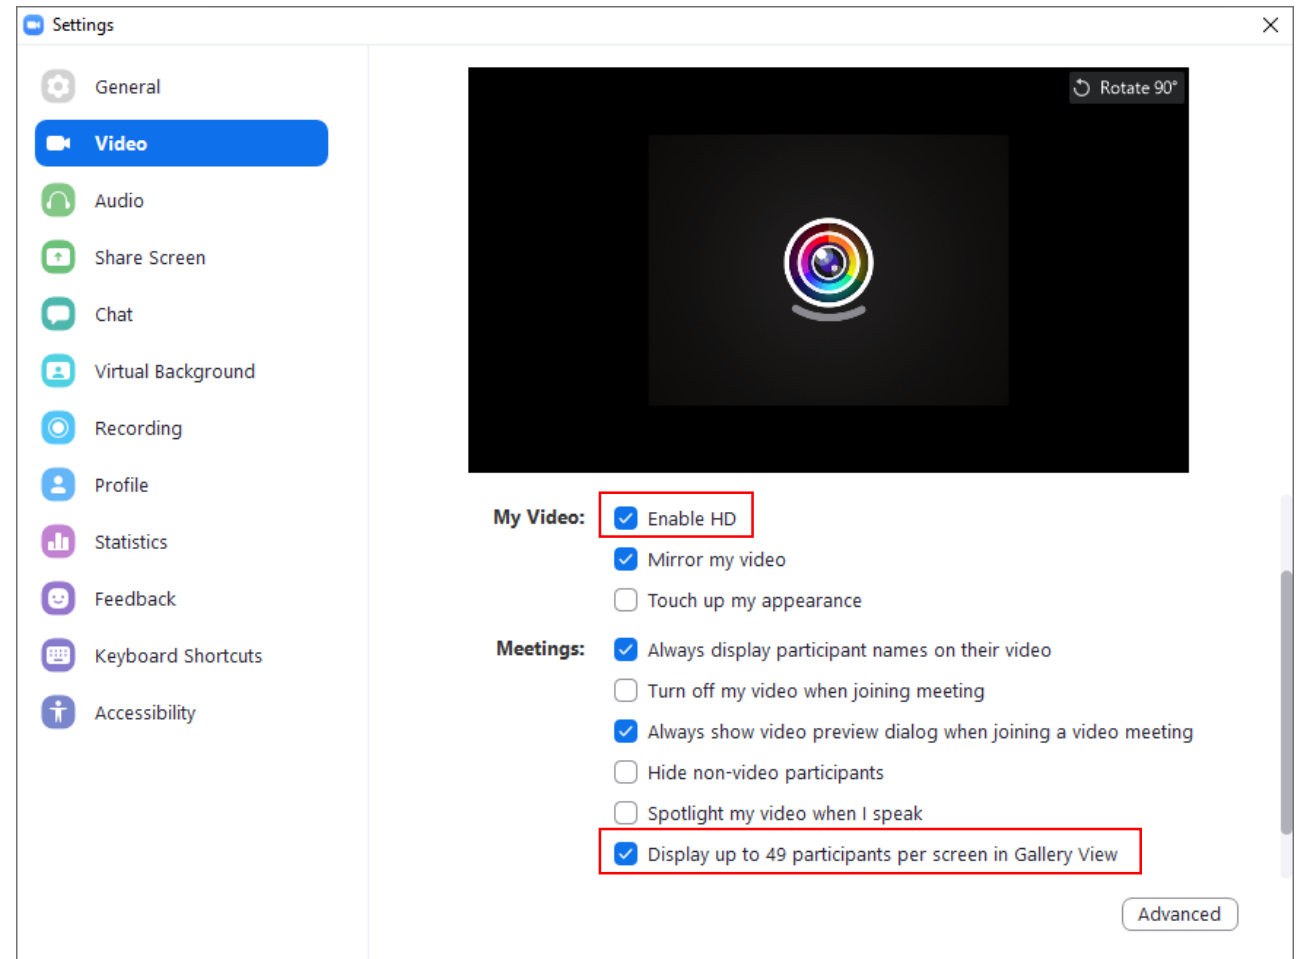 Settings
General
Video
Audio
Share Screen
Chat
Virtual Background
Recording
Profile
Statistics
Feedback
Keyboard Shortcuts
Accessibility
Rotate 90°
My Video: Enable HD
Mirror my video
Touch up my appearance
Meetings: Always display participant names on their video
Turn off my video when joining meeting
Always show video preview dialog when joining a video meeting
Hide non-video participants
Spotlight my video when I speak
Display up to 49 participants per screen in Gallery View
Advanced